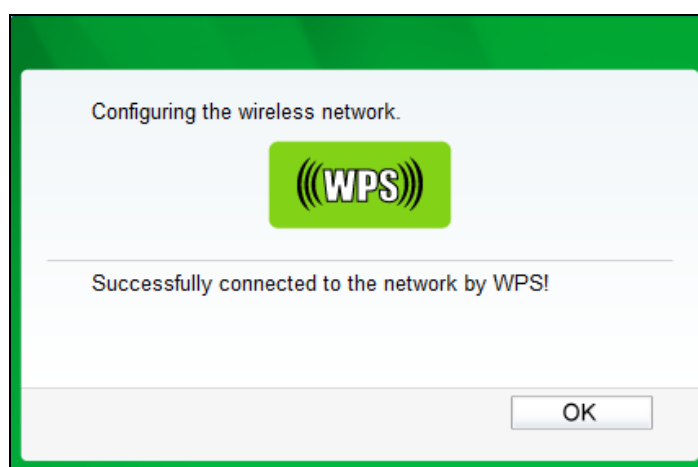 Configuring the wireless network.
WPS
Successfully connected to the network by WPS!
OK